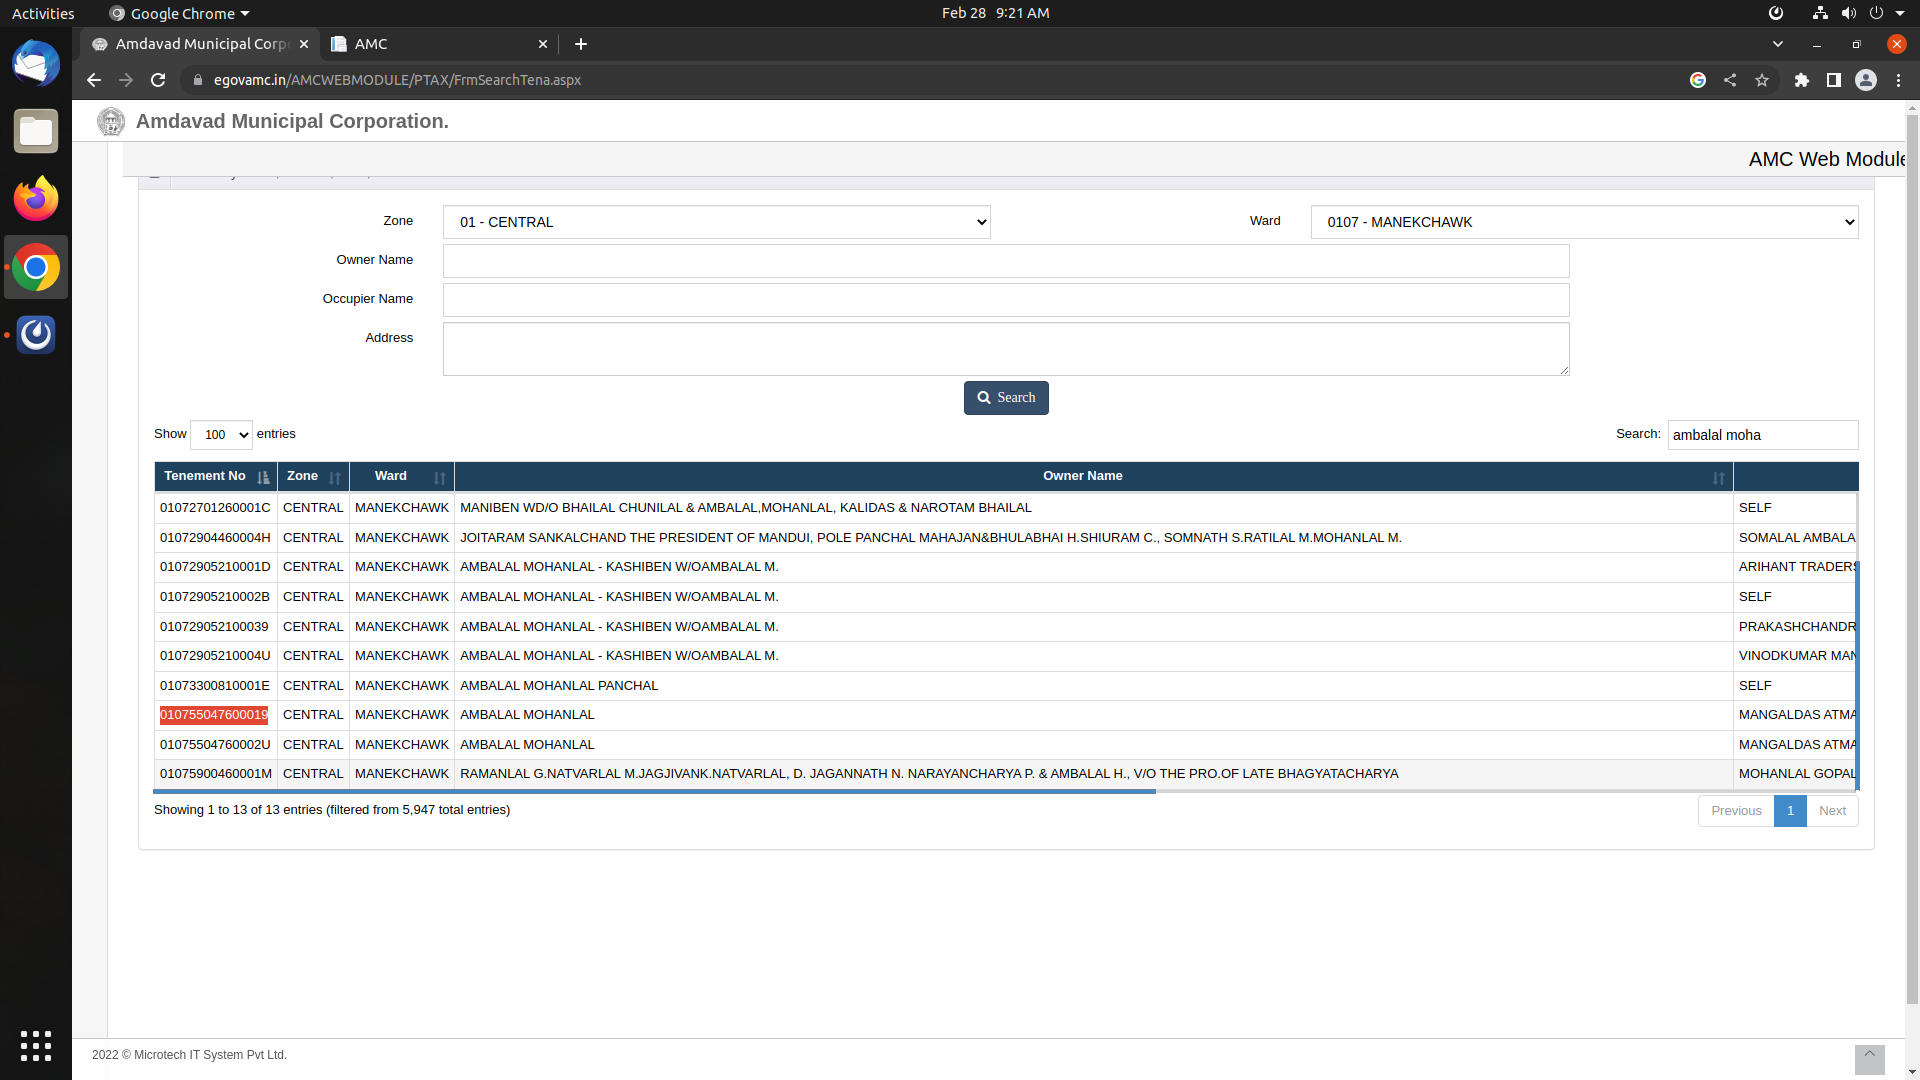 Activities Google Chrome Feb 28 9:21 AM
Amdavad Municipal Corp AMC
egovamc.in/AMCWEBMODULE/PTAX/FrmSearchTena.aspx
Amdavad Municipal Corporation.
AMC Web Module
Zone 01 - CENTRAL Ward 0107 - MANEKCHAWK
Owner Name
Occupier Name
Address
Search
Show 100 entries Search: ambalal moha
Tenement No Zone Ward Owner Name
01072701260001C CENTRAL MANEKCHAWK MANIBEN WD/O BHAILAL CHUNILAL & AMBALAL,MOHANLAL, KALIDAS & NAROTAM BHAILAL SELF
01072904460004H CENTRAL MANEKCHAWK JOITARAM SANKALCHAND THE PRESIDENT OF MANDUI, POLE PANCHAL MAHAJAN&BHULABHAI H.SHIURAM C., SOMNATH S.RATILAL M.MOHANLAL M. SOMALAL AMBALA
01072905210001D CENTRAL MANEKCHAWK AMBALAL MOHANLAL - KASHIBEN W/OAMBALAL M. ARIHANT TRADERS
01072905210002B CENTRAL MANEKCHAWK AMBALAL MOHANLAL - KASHIBEN W/OAMBALAL M. SELF
010729052100039 CENTRAL MANEKCHAWK AMBALAL MOHANLAL - KASHIBEN W/OAMBALAL M. PRAKASHCHANDR
01072905210004U CENTRAL MANEKCHAWK AMBALAL MOHANLAL - KASHIBEN W/OAMBALAL M. VINODKUMAR MAN
01073300810001E CENTRAL MANEKCHAWK AMBALAL MOHANLAL PANCHAL SELF
010755047600019 CENTRAL MANEKCHAWK AMBALAL MOHANLAL MANGALDAS ATMA
01075504760002U CENTRAL MANEKCHAWK AMBALAL MOHANLAL MANGALDAS ATMA
01075900460001M CENTRAL MANEKCHAWK RAMANLAL G.NATVARLAL M.JAGJIVANK.NATVARLAL, D. JAGANNATH N. NARAYANCHARYA P. & AMBALAL H., V/O THE PRO.OF LATE BHAGYATACHARYA MOHANLAL GOPAL
Showing 1 to 13 of 13 entries (filtered from 5,947 total entries) Previous 1 Next
2022 © Microtech IT System Pvt Ltd.